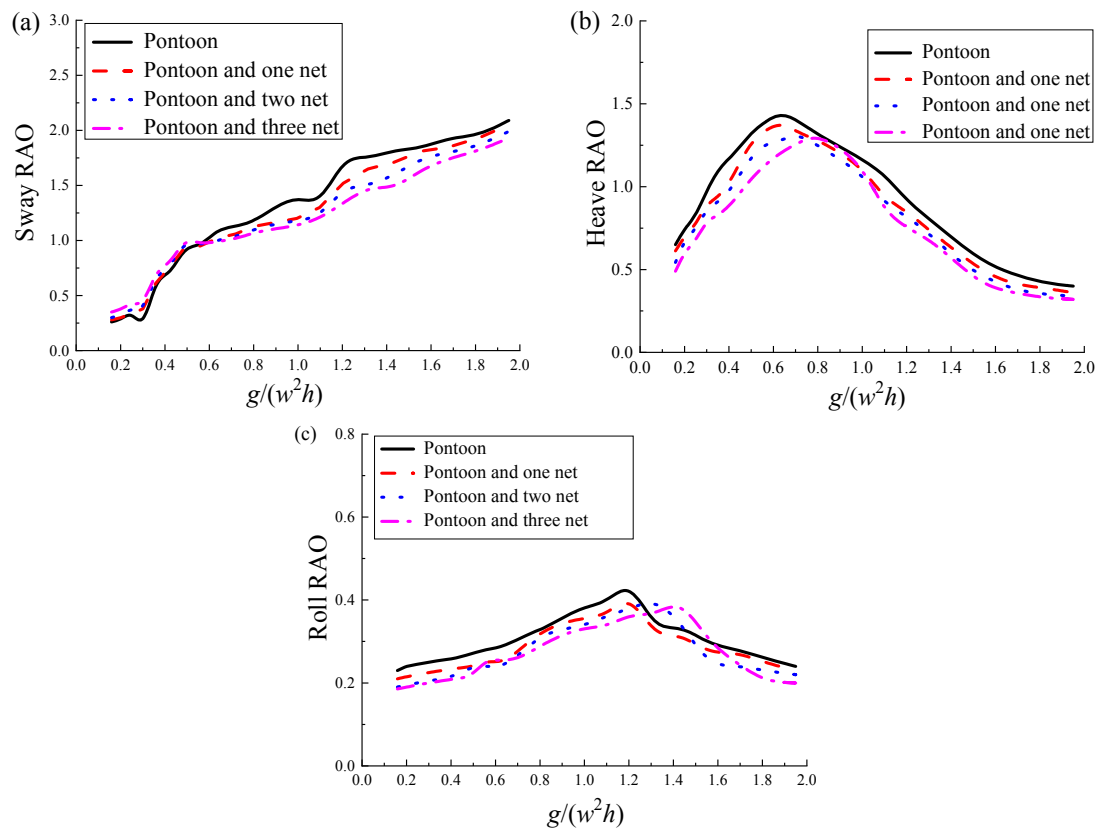 (a)
Pontoon
Pontoon and one net
Pontoon and two net
Pontoon and three net
3.0
2.5
2.0
1.5
1.0
0.5
0.0
Sway RAO
0.0 0.2 0.4 0.6 0.8 1.0 1.2 1.4 1.6 1.8 2.0
g/(w²h)
(b)
Pontoon
Pontoon and one net
Pontoon and one net
Pontoon and one net
2.0
1.5
1.0
0.5
0.0
Heave RAO
0.0 0.2 0.4 0.6 0.8 1.0 1.2 1.4 1.6 1.8 2.0
g/(w²h)
(c)
Pontoon
Pontoon and one net
Pontoon and two net
Pontoon and three net
0.8
0.6
0.4
0.2
0.0
Roll RAO
0.0 0.2 0.4 0.6 0.8 1.0 1.2 1.4 1.6 1.8 2.0
g/(w²h)